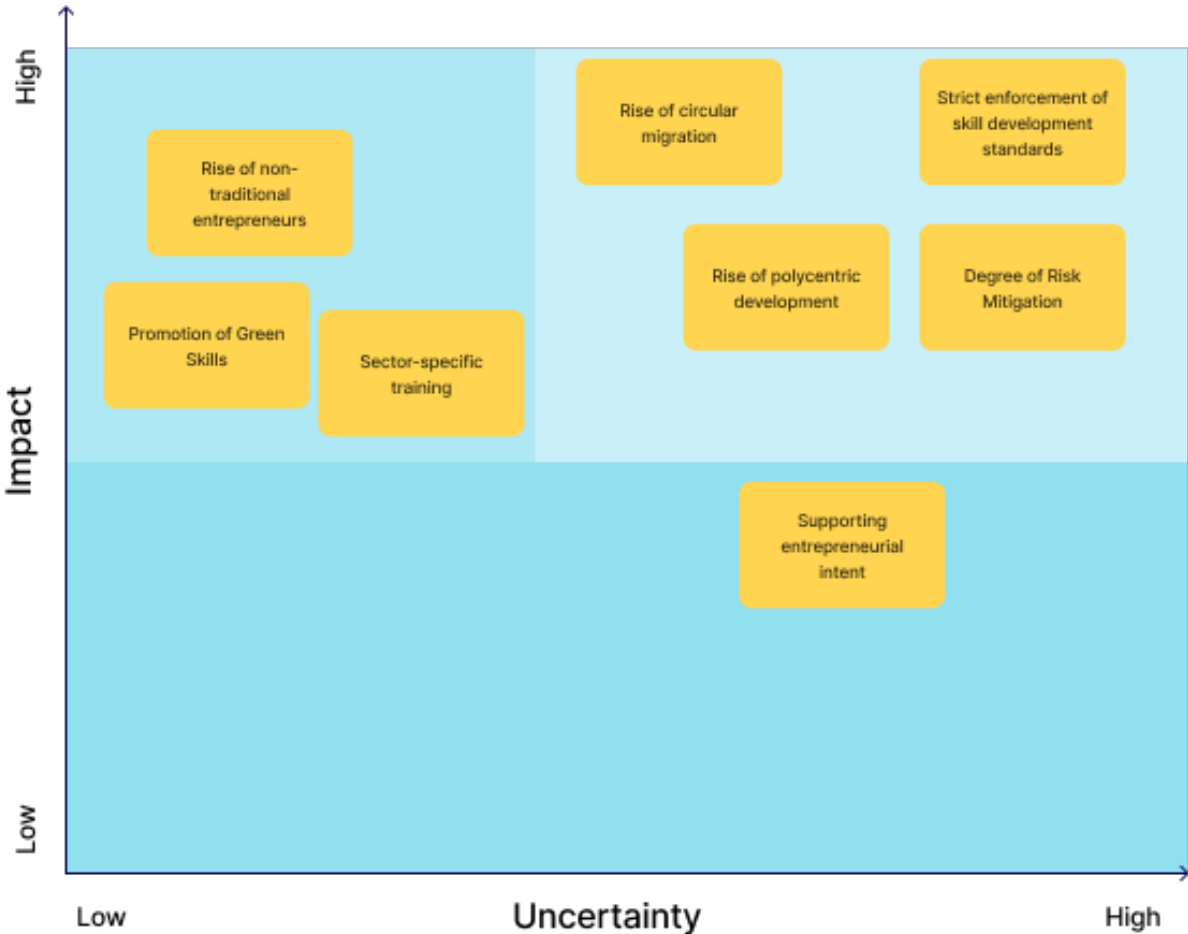 High
Rise of circular
migration
Strict enforcement of
skill development
standards
Rise of non-
traditional
entrepreneurs
Rise of polycentric
development
Degree of Risk
Mitigation
Promotion of Green
Skills
Sector-specific
training
Impact
Supporting
entrepreneurial
intent
Low
Low
Uncertainty
High